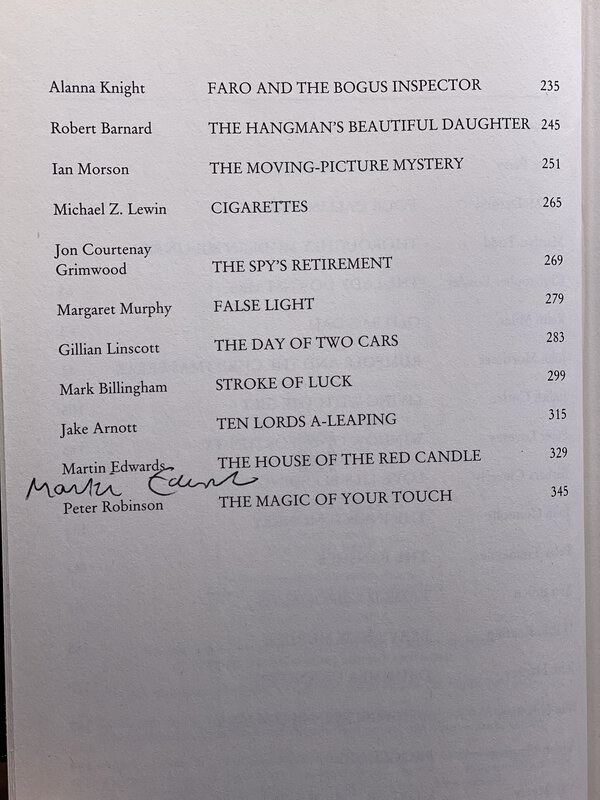 Alanna Knight FARO AND THE BOGUS INSPECTOR 235
Robert Barnard THE HANGMAN'S BEAUTIFUL DAUGHTER 245
Ian Morson THE MOVING-PICTURE MYSTERY 251
Michael Z. Lewin CIGARETTES 265
Jon Courtenay
Grimwood THE SPY'S RETIREMENT 269
Margaret Murphy FALSE LIGHT 279
Gillian Linscott THE DAY OF TWO CARS 283
Mark Billingham STROKE OF LUCK 299
Jake Arnott TEN LORDS A-LEAPING 315
Martin Edwards THE HOUSE OF THE RED CANDLE 329
Peter Robinson THE MAGIC OF YOUR TOUCH 345